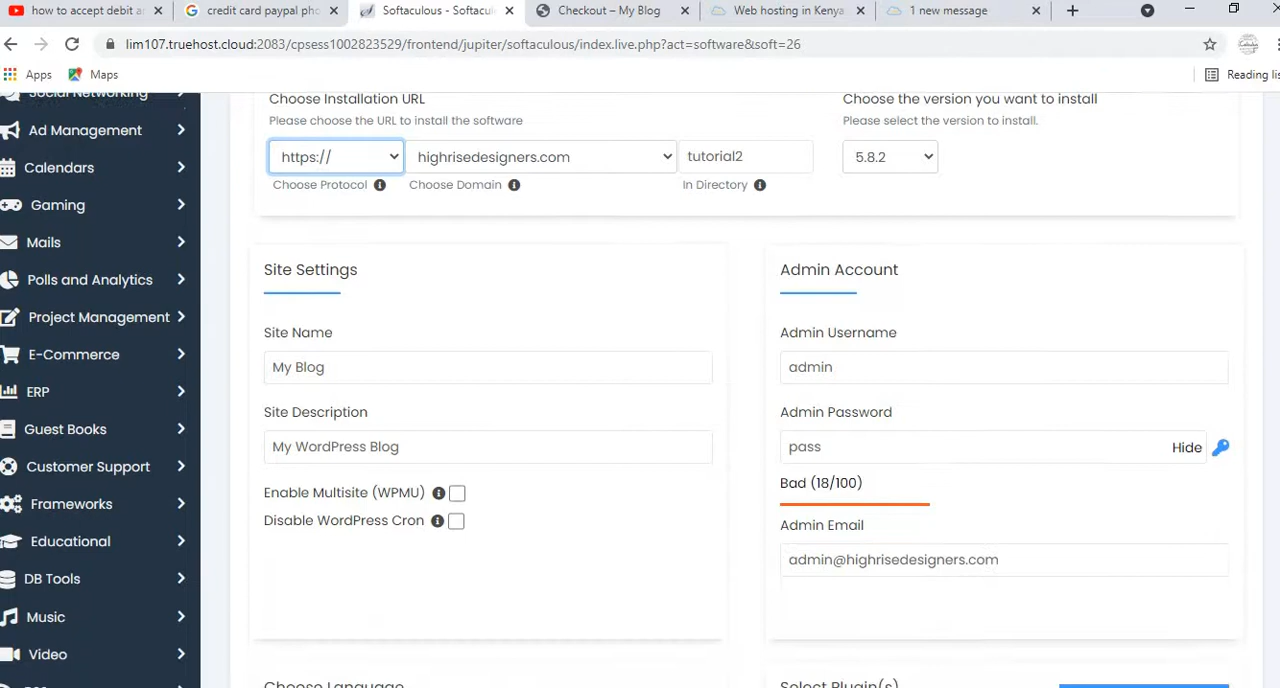 how to accept debit a
credit card paypal pho
Softaculous - Softacul
Checkout – My Blog
Web hosting in Kenya
1 new message
lim107.truehost.cloud:2083/cpsess1002823529/frontend/jupiter/softaculous/index.live.php?act=software&soft=26
Apps
Maps
Reading lis
Social Networking
Ad Management
Calendars
Gaming
Mails
Polls and Analytics
Project Management
E-Commerce
ERP
Guest Books
Customer Support
Frameworks
Educational
DB Tools
Music
Video
Choose Installation URL
Please choose the URL to install the software
https://
highrisedesigners.com
tutorial2
Choose Protocol
Choose Domain
In Directory
Choose the version you want to install
Please select the version to install.
5.8.2
Site Settings
Site Name
My Blog
Site Description
My WordPress Blog
Enable Multisite (WPMU)
Disable WordPress Cron
Admin Account
Admin Username
admin
Admin Password
pass
Hide
Bad (18/100)
Admin Email
admin@highrisedesigners.com
Choose Language
Select Plugin(s)